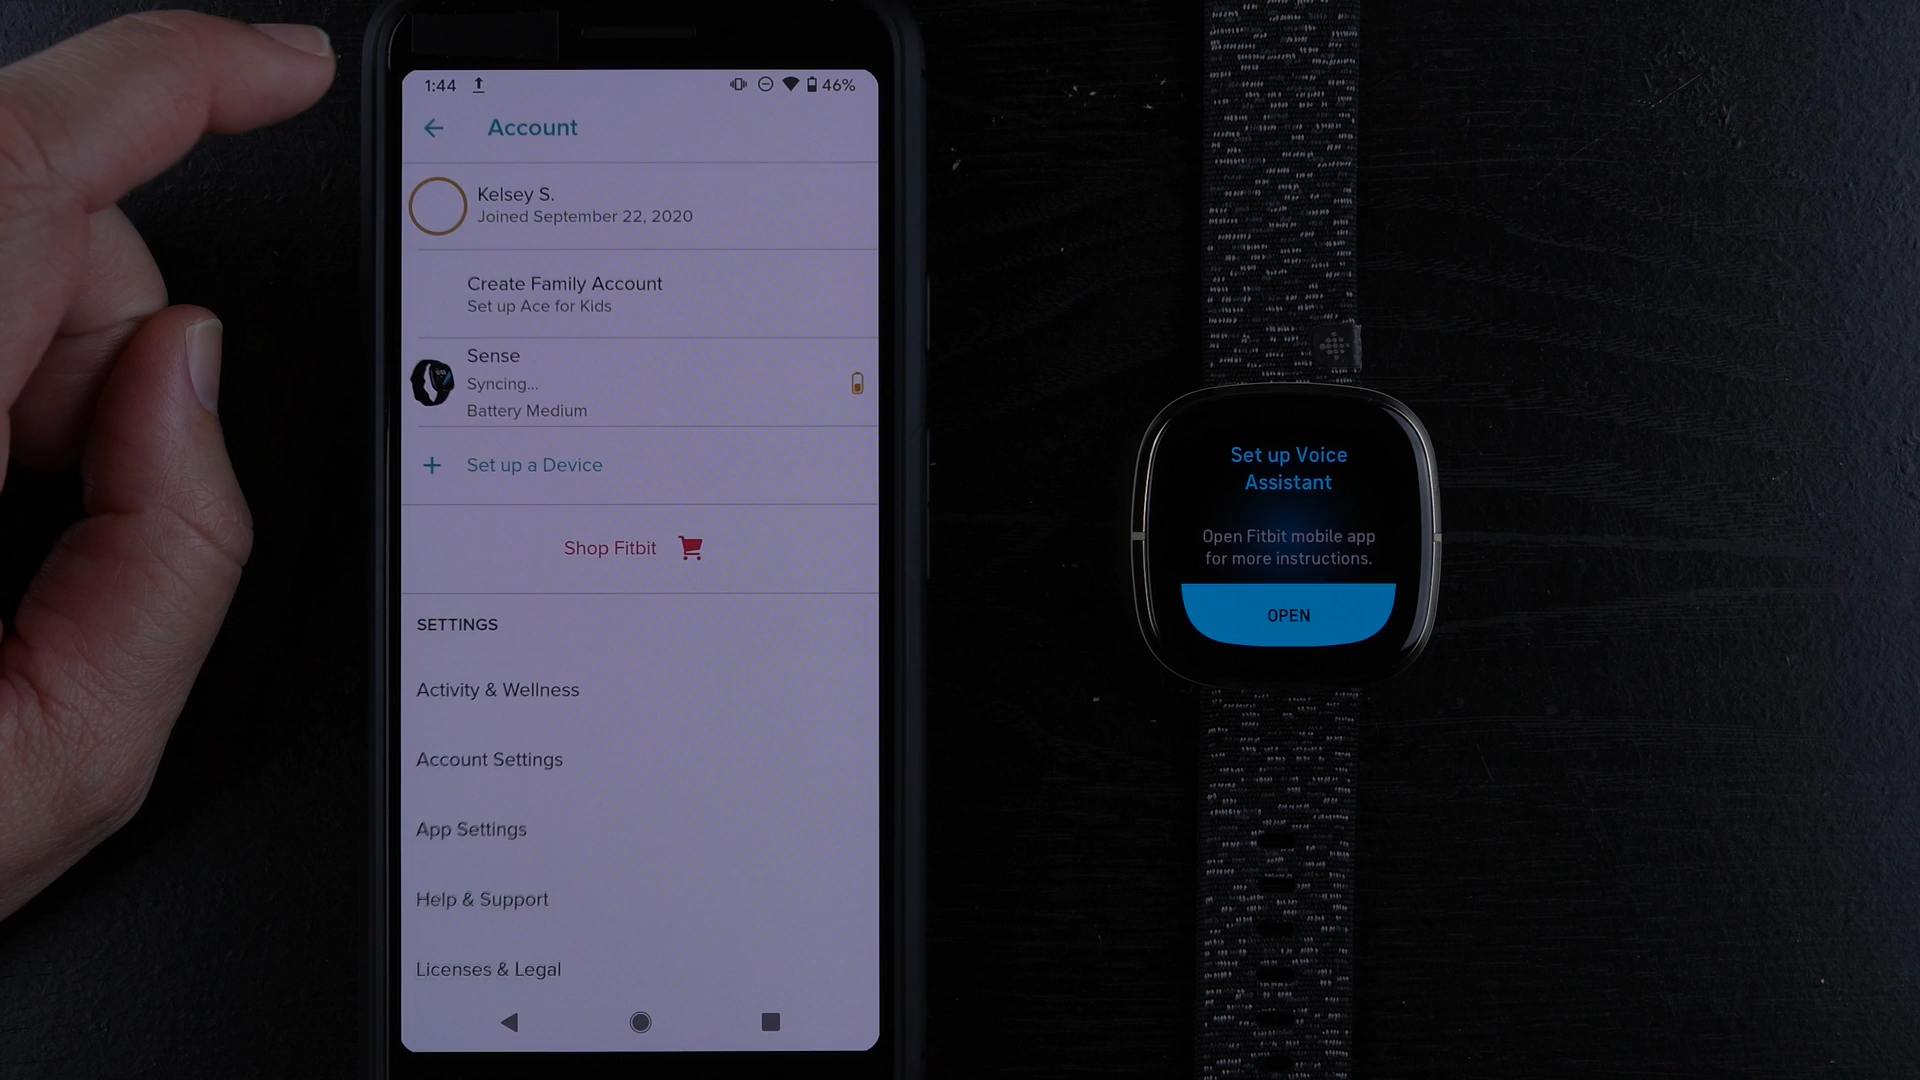 1:44 46%
Account
Kelsey S.
Joined September 22, 2020
Create Family Account
Set up Ace for Kids
Sense
Syncing...
Battery Medium
+ Set up a Device
Shop Fitbit
SETTINGS
Activity & Wellness
Account Settings
App Settings
Help & Support
Licenses & Legal
Set up Voice
Assistant
Open Fitbit mobile app
for more instructions.
OPEN